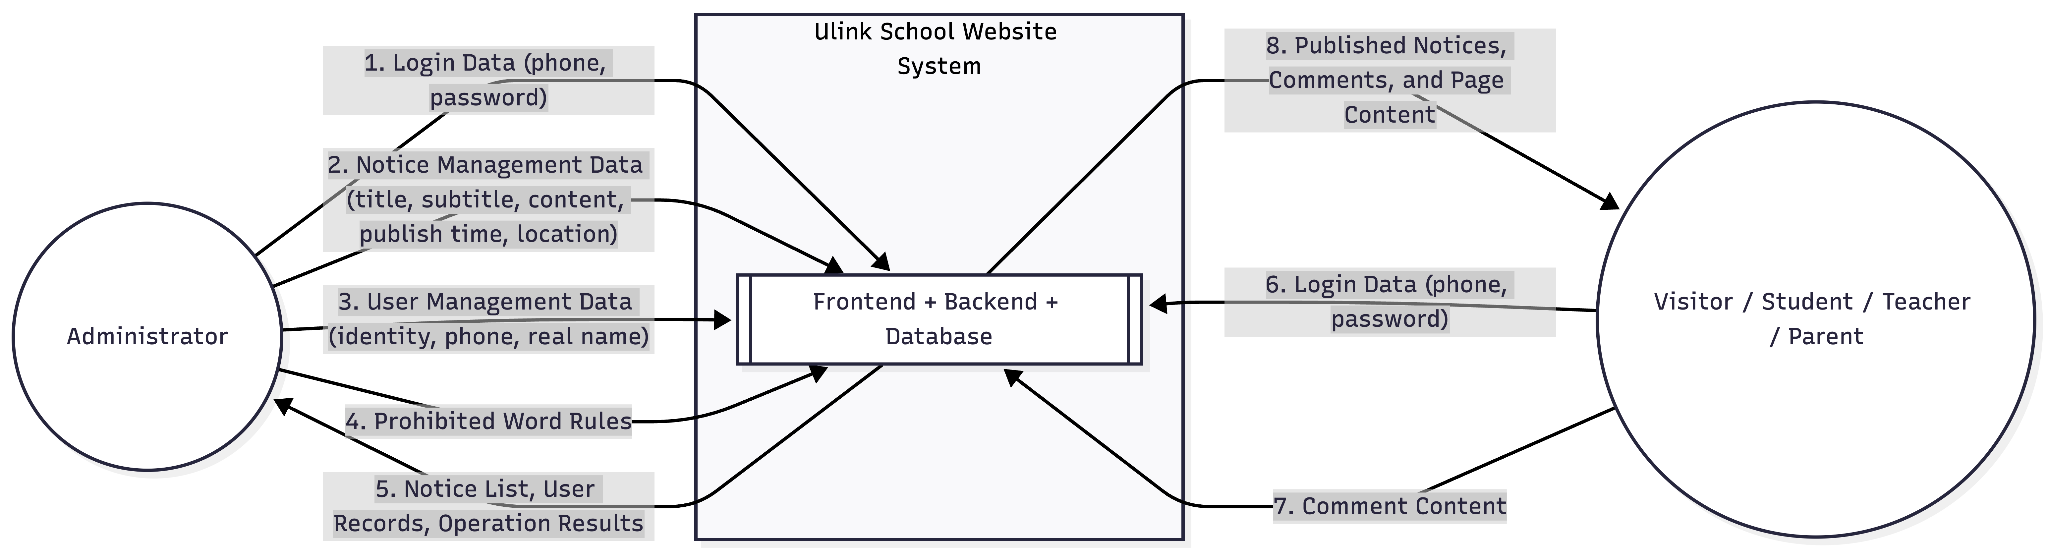 Ulink School Website
System
1. Login Data (phone,
password)
2. Notice Management Data
(title, subtitle, content,
publish time, location)
3. User Management Data
(identity, phone, real name)
4. Prohibited Word Rules
5. Notice List, User
Records, Operation Results
Administrator
Frontend + Backend +
Database
8. Published Notices,
Comments, and Page
Content
6. Login Data (phone,
password)
7. Comment Content
Visitor / Student / Teacher
/ Parent